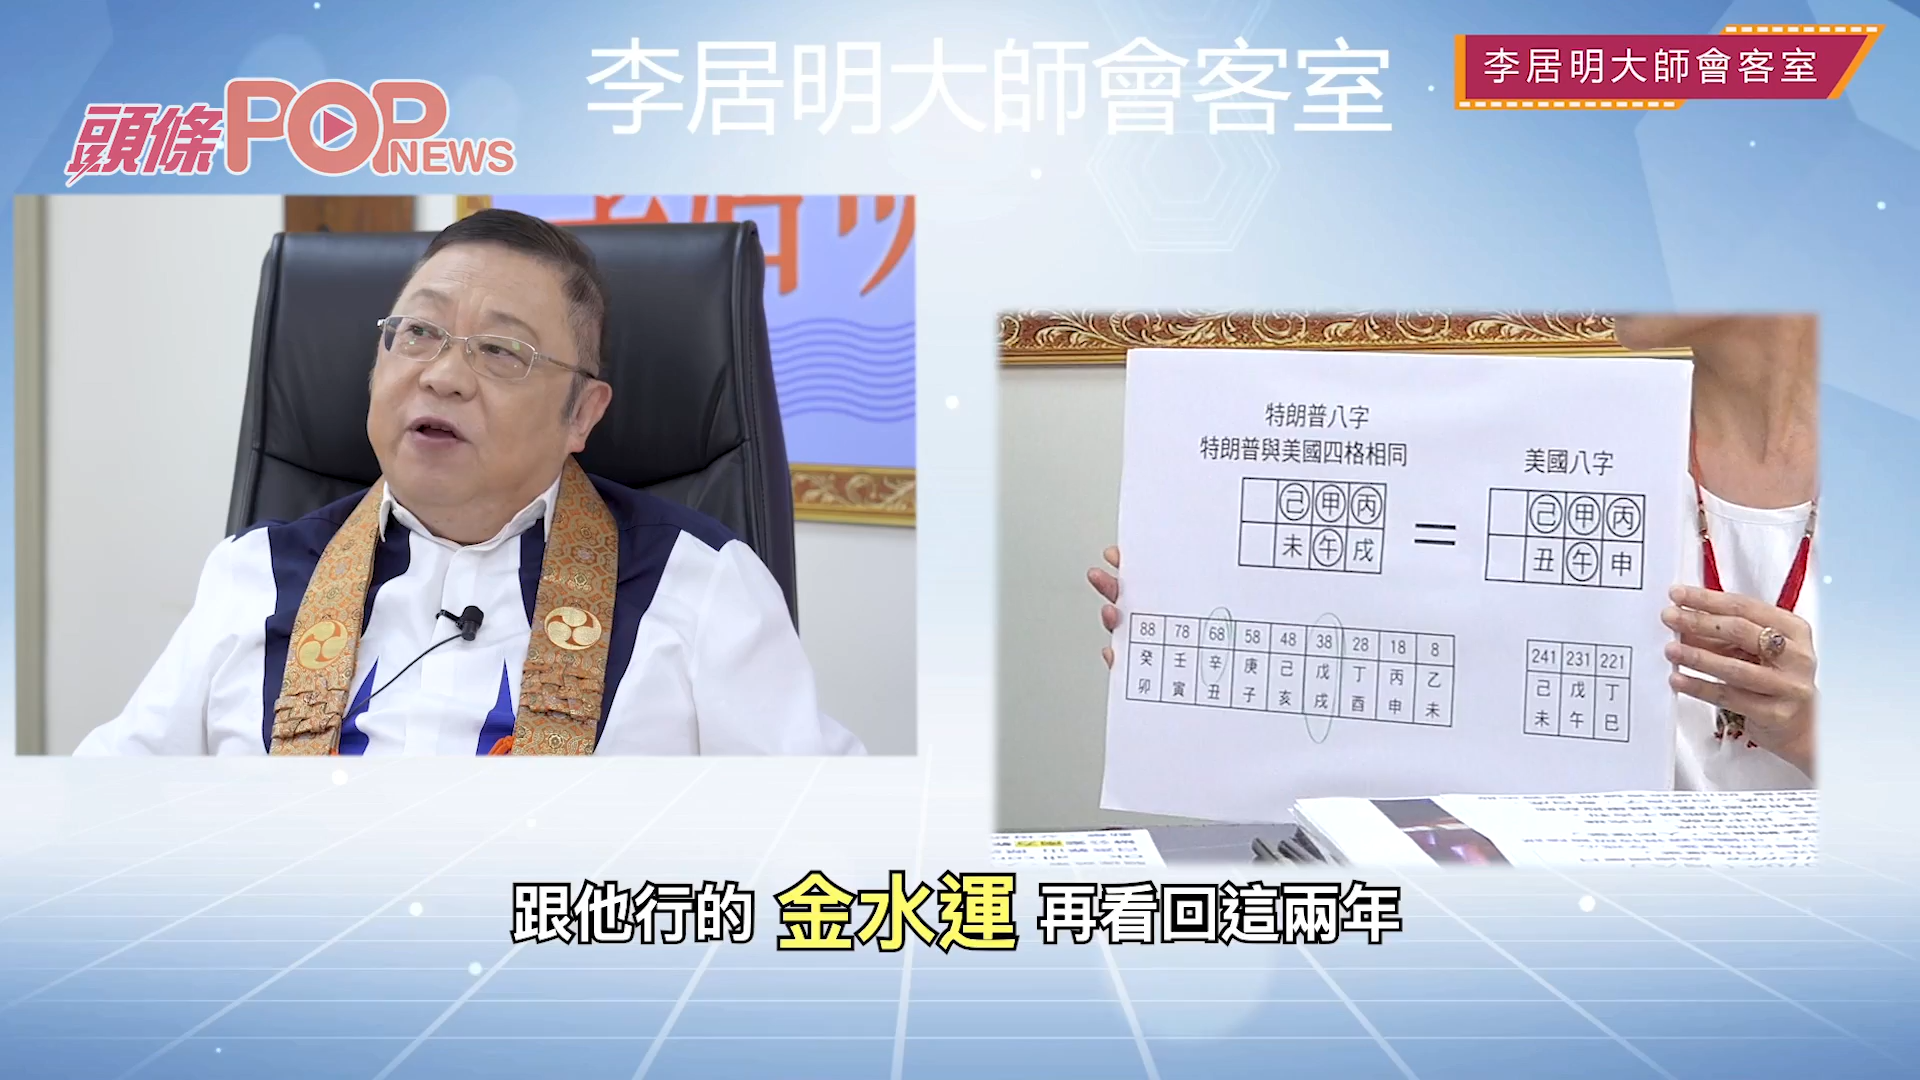 李居明大師會客室
李居明大師會客室
頭條POPNEWS
特朗普八字
特朗普與美國四格相同
己 甲 丙
未 午 戌
=
美國八字
己 甲 丙
丑 午 申
88 78 68 58 48 38 28 18 8
癸 壬 辛 庚 己 戊 丁 丙 乙
卯 寅 丑 子 亥 戌 酉 申 未
241 231 221
己 戊 丁
未 午 巳
跟他行的 金水運 再看回這兩年